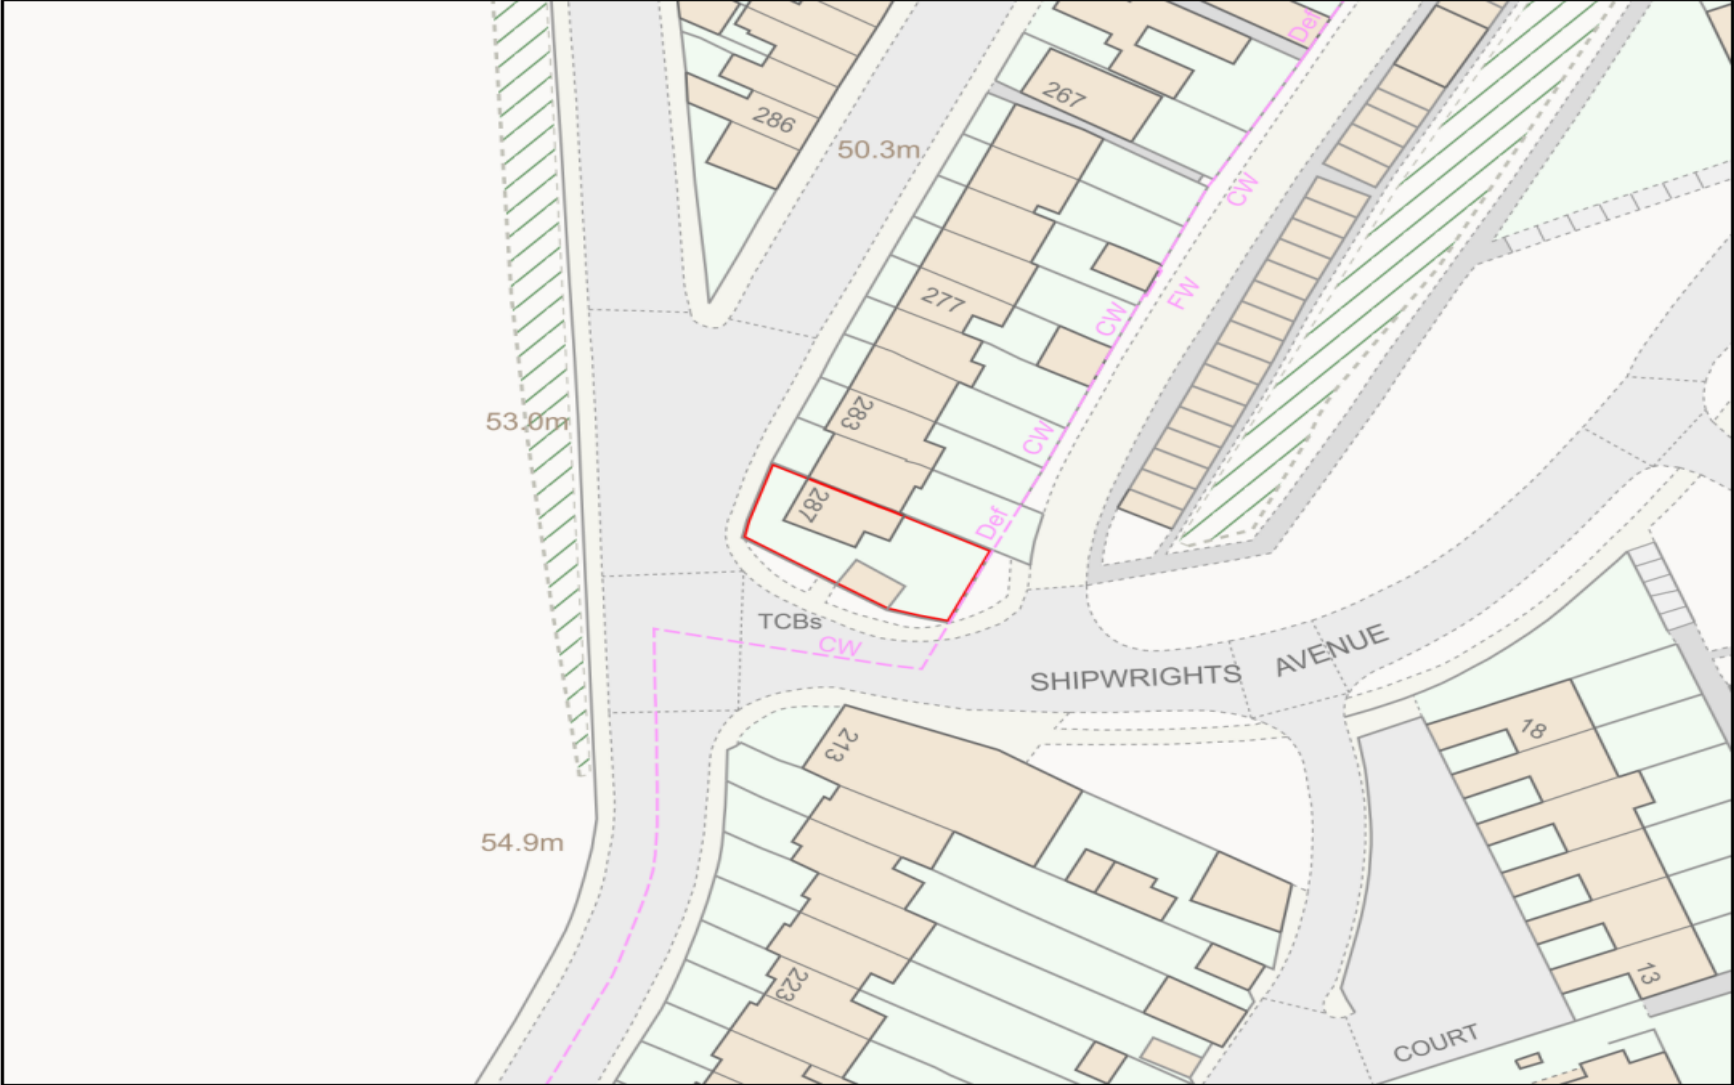 Def
267
286
50.3m
CW
FW
277
CW
53.0m
283
CW
287
Def
TCBs
CW
SHIPWRIGHTS AVENUE
213
18
54.9m
223
13
COURT